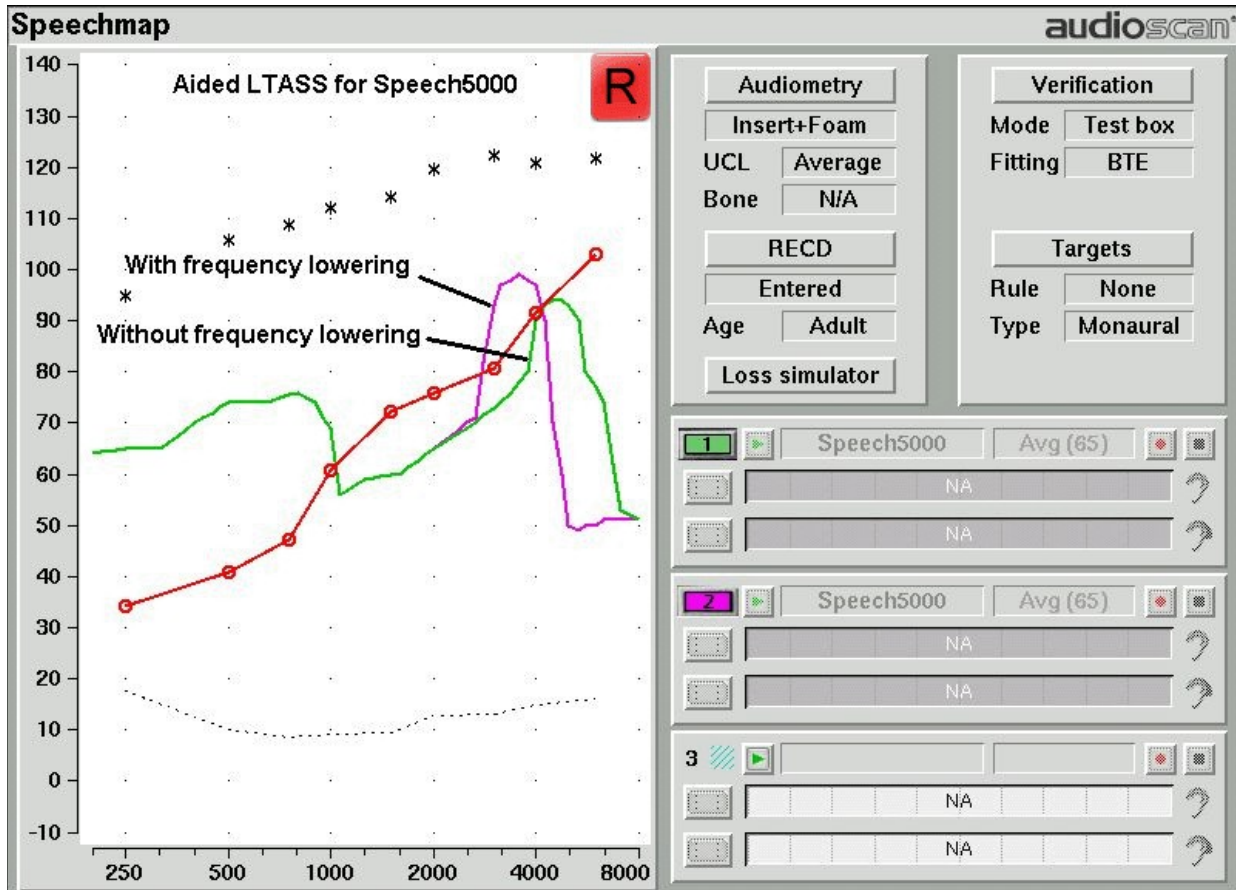 Speechmap
audioscan
Aided LTASS for Speech5000
R
With frequency lowering
Without frequency lowering
140
130
120
110
100
90
80
70
60
50
40
30
20
10
0
-10
250 500 1000 2000 4000 8000
Audiometry
Insert+Foam
UCL Average
Bone N/A
RECD
Entered
Age Adult
Loss simulator
Verification
Mode Test box
Fitting BTE
Targets
Rule None
Type Monaural
1 Speech5000 Avg (65)
NA
NA
2 Speech5000 Avg (65)
NA
NA
3
NA
NA